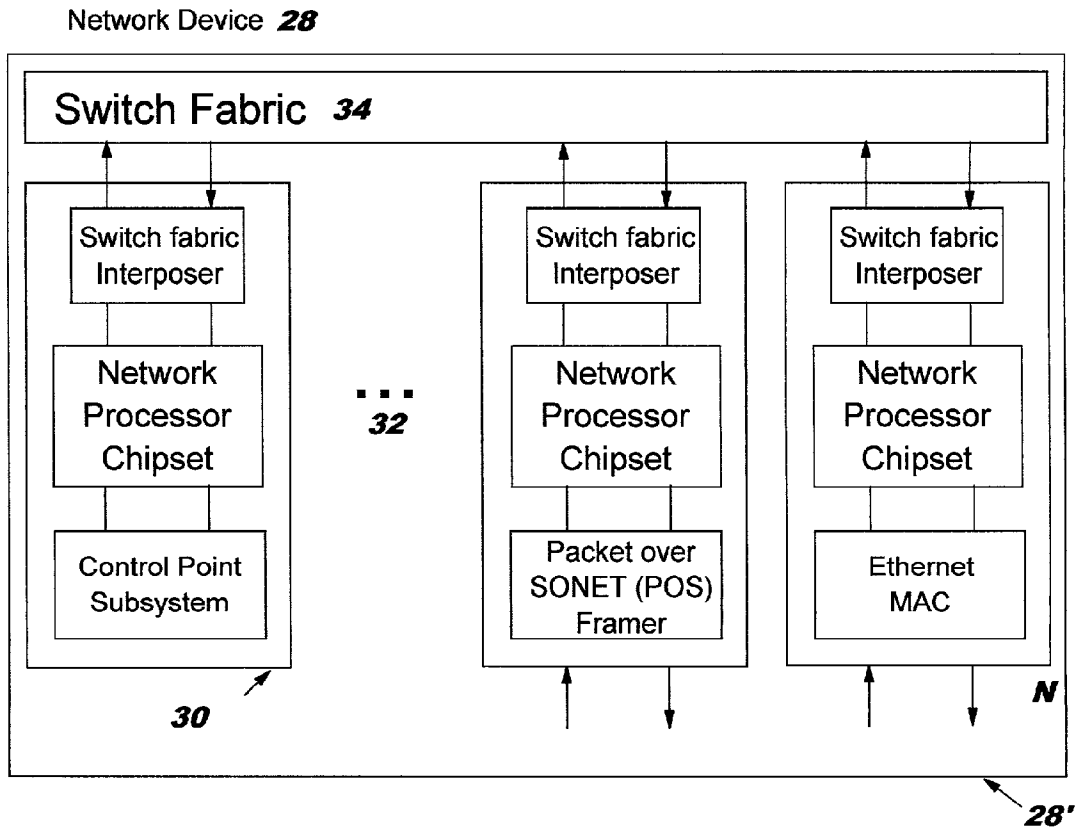 Network Device 28
Switch Fabric 34
Switch fabric
Interposer
Network
Processor
Chipset
Control Point
Subsystem
30
...
32
Switch fabric
Interposer
Network
Processor
Chipset
Packet over
SONET (POS)
Framer
Switch fabric
Interposer
Network
Processor
Chipset
Ethernet
MAC
N
28'